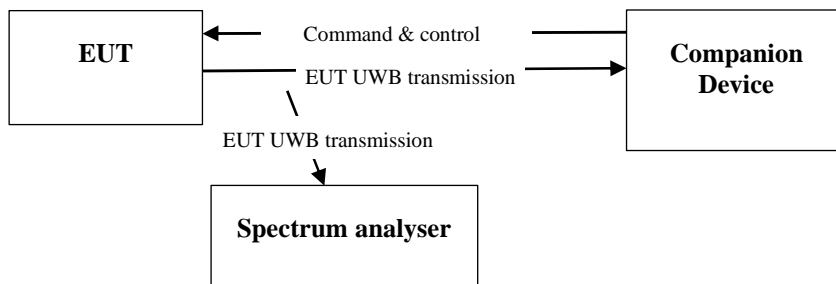 EUT
Command & control
Companion
Device
EUT UWB transmission
EUT UWB transmission
Spectrum analyser